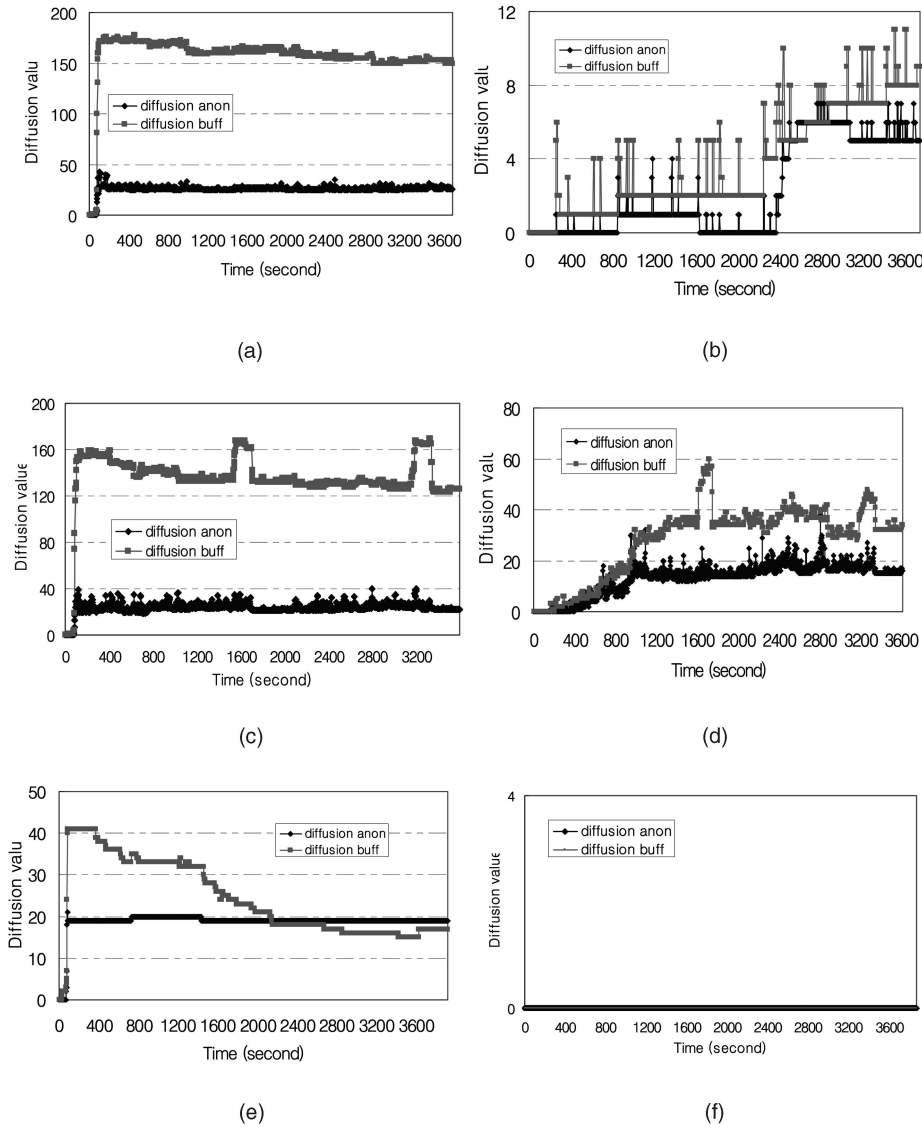 200
150
100
50
0
Diffusion valu
diffusion anon
diffusion buff
0 400 800 1200 1600 2000 2400 2800 3200 3600
Time (second)
(a)
12
8
4
0
Diffusion valu
diffusion anon
diffusion buff
0 400 800 1200 1600 2000 2400 2800 3200 3600
Time (second)
(b)
200
160
120
80
40
0
Diffusion value
diffusion anon
diffusion buff
0 400 800 1200 1600 2000 2400 2800 3200
Time (second)
(c)
80
60
40
20
0
Diffusion valu
diffusion anon
diffusion buff
0 400 800 1200 1600 2000 2400 2800 3200 3600
Time (second)
(d)
50
40
30
20
10
0
Diffusion valu
diffusion anon
diffusion buff
0 400 800 1200 1600 2000 2400 2800 3200 3600
Time (second)
(e)
4
0
Diffusion value
diffusion anon
diffusion buff
0 400 800 1200 1600 2000 2400 2800 3200 3600
Time (second)
(f)